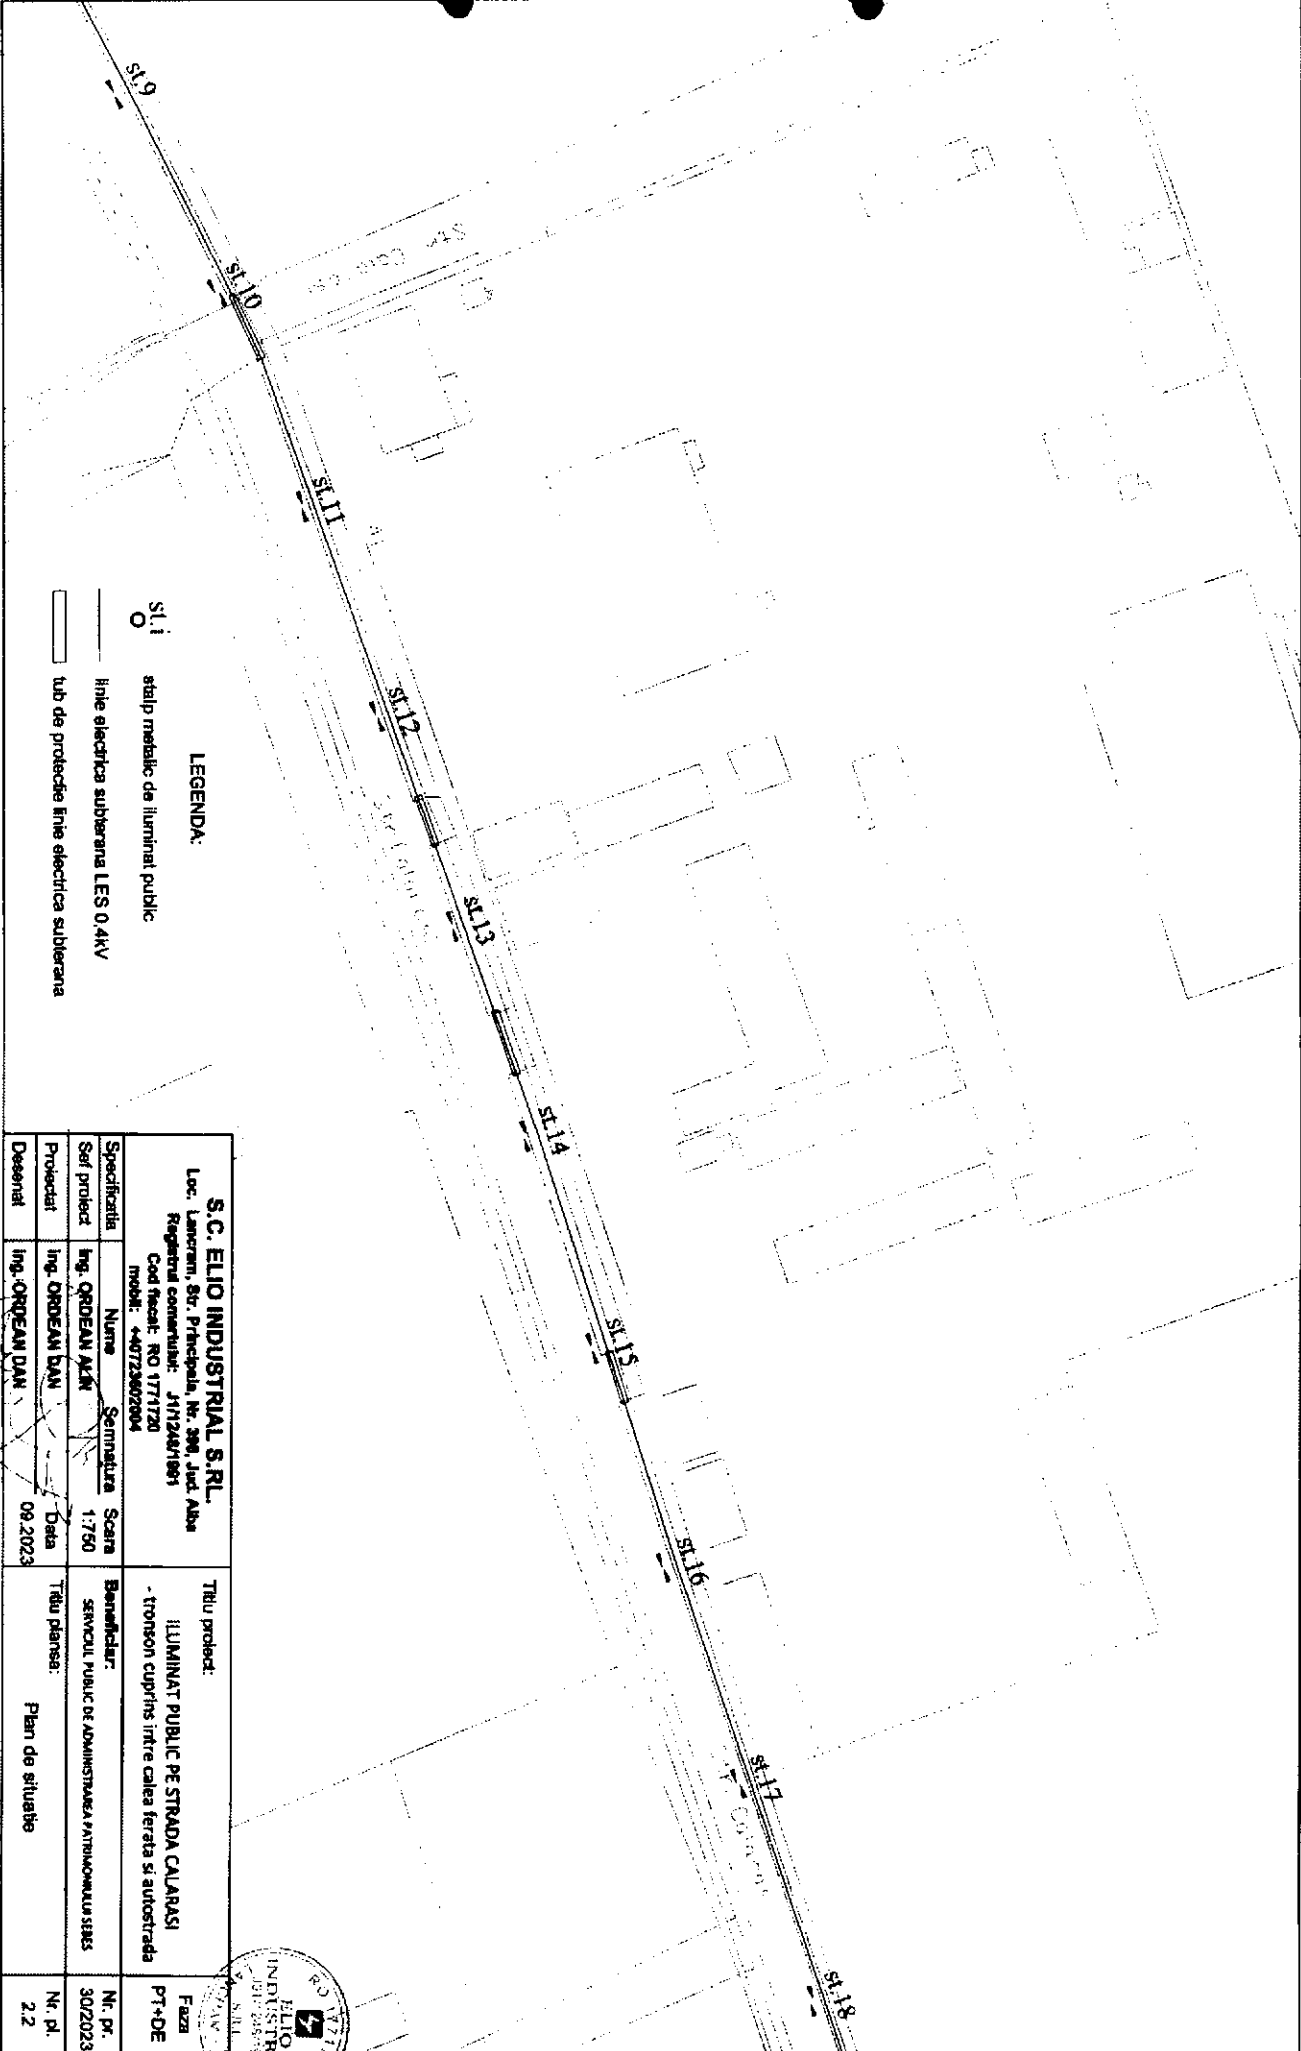 st.9
st.10
st.11
st.12
st.13
st.14
st.15
st.16
st.17
st.18
LEGENDA:
st.i stalp metalic de iluminat public
linie electrica subterana LES 0,4kV
tub de protectie linie electrica subterana
S.C. ELIO INDUSTRIAL S.RL.
Loc. Lancram, Str. Principala, Nr. 396, Jud. Alba
Registrul comertului: J1/1248/1991
Cod fiscal: RO 1771720
mobil: +40723602004
Specificatia Nume Semnatura Scara
Sef proiect ing. ORDEAN ALIN 1:750
Proiectat ing. ORDEAN DAN Data
Desenat ing. ORDEAN DAN 09.2023
Titlu proiect:
ILUMINAT PUBLIC PE STRADA CALARASI
- tronson cuprins intre calea ferata si autostrada
Faza
PT+DE
Beneficiar:
SERVICIUL PUBLIC DE ADMINISTRAREA PATRIMONIULUI SEBES
Nr. pr.
30/2023
Titlu plansa:
Plan de situatie
Nr. pl.
2.2
ELIO